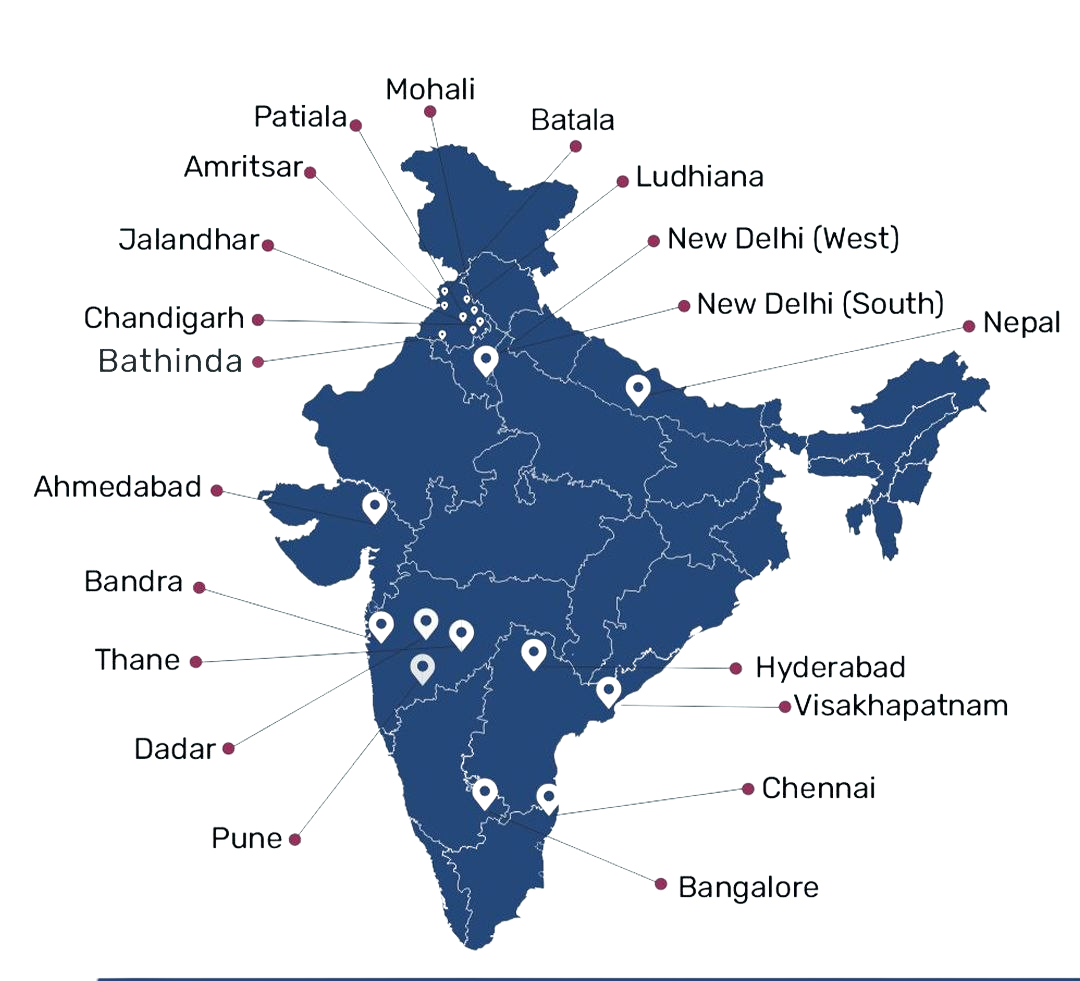 Mohali
Patiala
Batala
Amritsar
Ludhiana
Jalandhar
New Delhi (West)
New Delhi (South)
Chandigarh
Nepal
Bathinda
Ahmedabad
Bandra
Thane
Hyderabad
Visakhapatnam
Dadar
Chennai
Pune
Bangalore